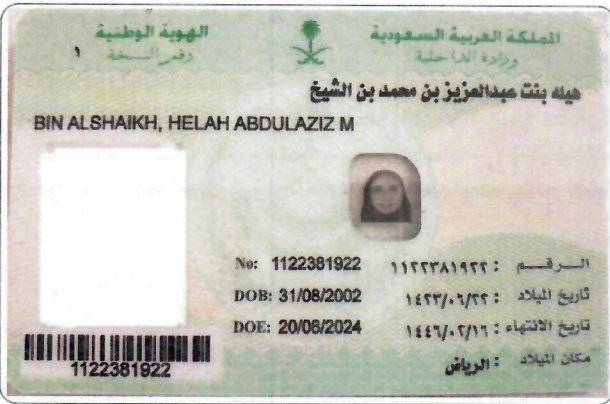 المملكة العربية السعودية
وزارة الداخلية
الهوية الوطنية
رقم النسخة ١
هيله بنت عبدالعزيز بن محمد بن الشيخ
BIN ALSHAIKH, HELAH ABDULAZIZ M
الرقم : ١١٢٢٣٨١٩٢٢ No: 1122381922
تاريخ الميلاد : ١٤٢٣/٠٦/٢٢ DOB: 31/08/2002
تاريخ الانتهاء : ١٤٤٦/٠٢/١٦ DOE: 20/08/2024
مكان الميلاد : الرياض
1122381922